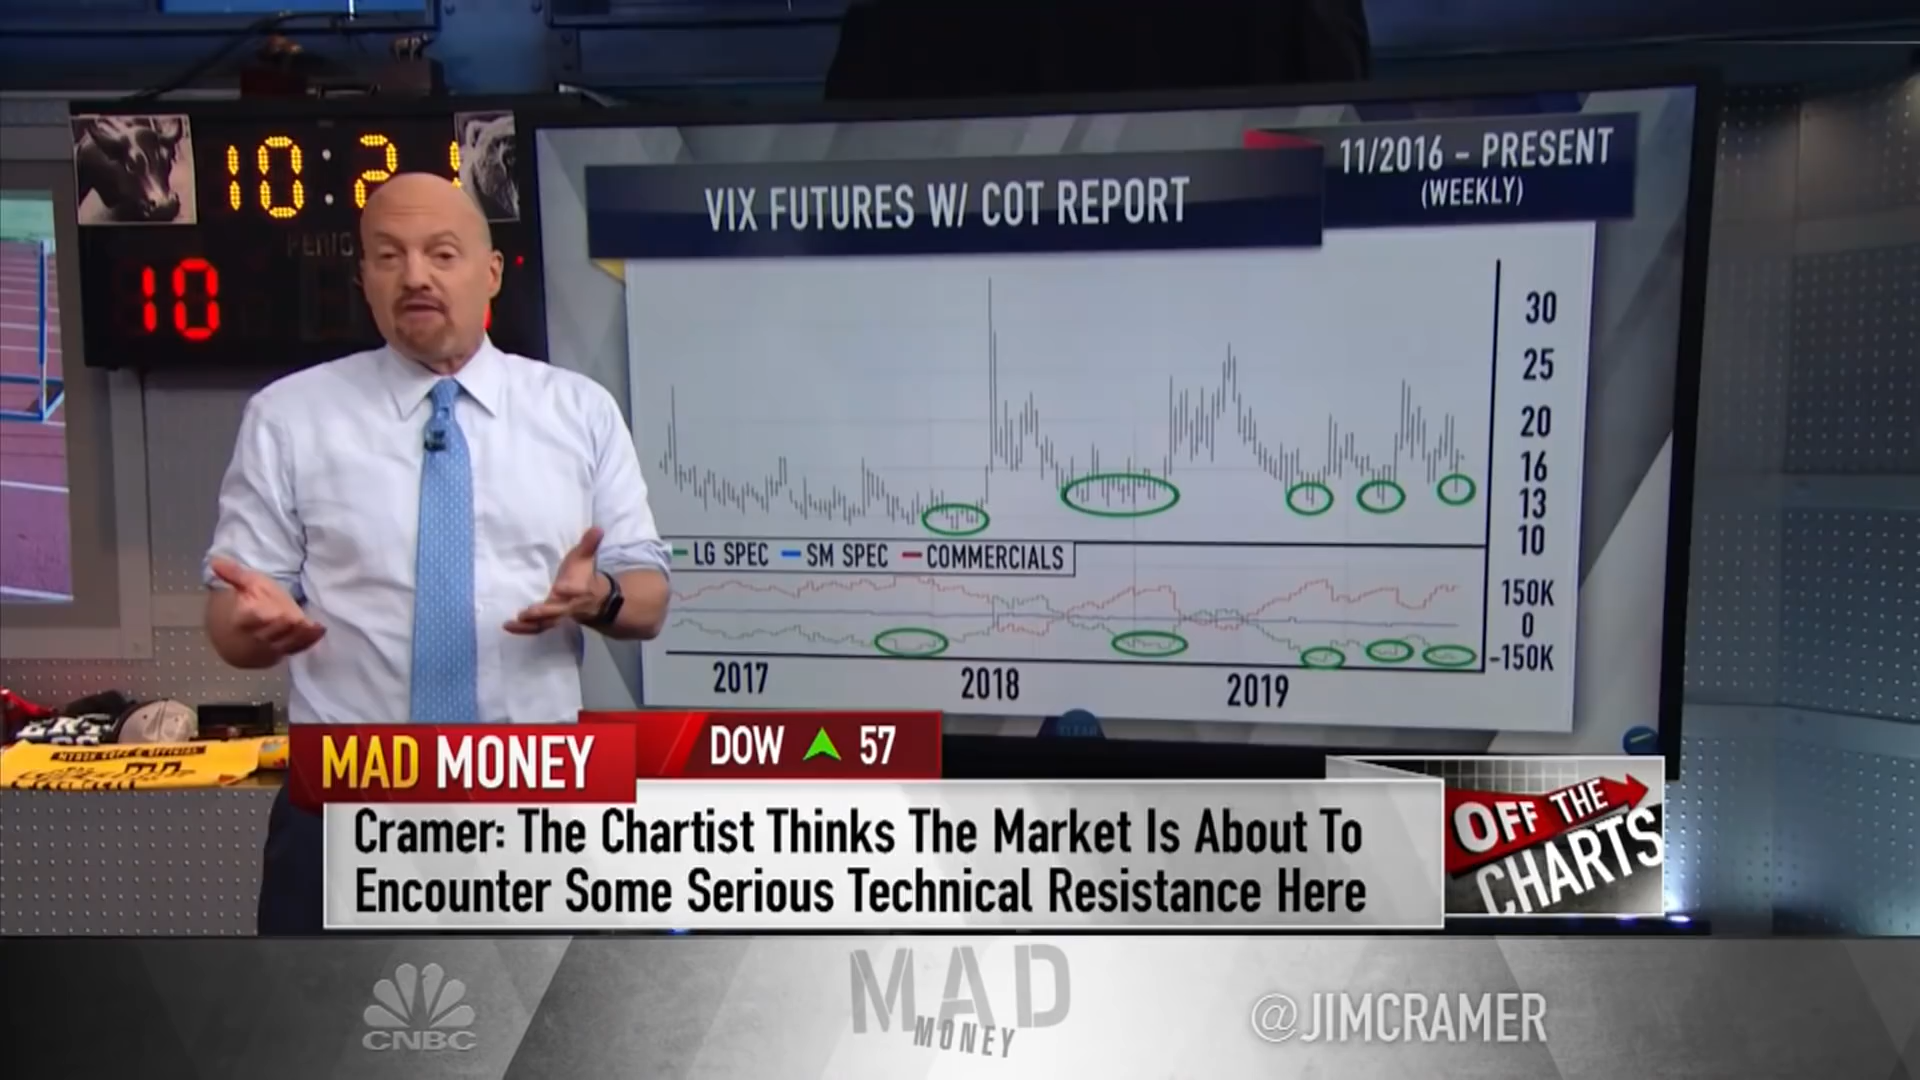 10:2
PERIOD
10
VIX FUTURES W/ COT REPORT
11/2016 - PRESENT
(WEEKLY)
30
25
20
16
13
10
LG SPEC
SM SPEC
COMMERCIALS
150K
0
-150K
2017
2018
2019
MAD MONEY
DOW
57
Cramer: The Chartist Thinks The Market Is About To
Encounter Some Serious Technical Resistance Here
OFF THE
CHARTS
CNBC
MAD
MONEY
@JIMCRAMER